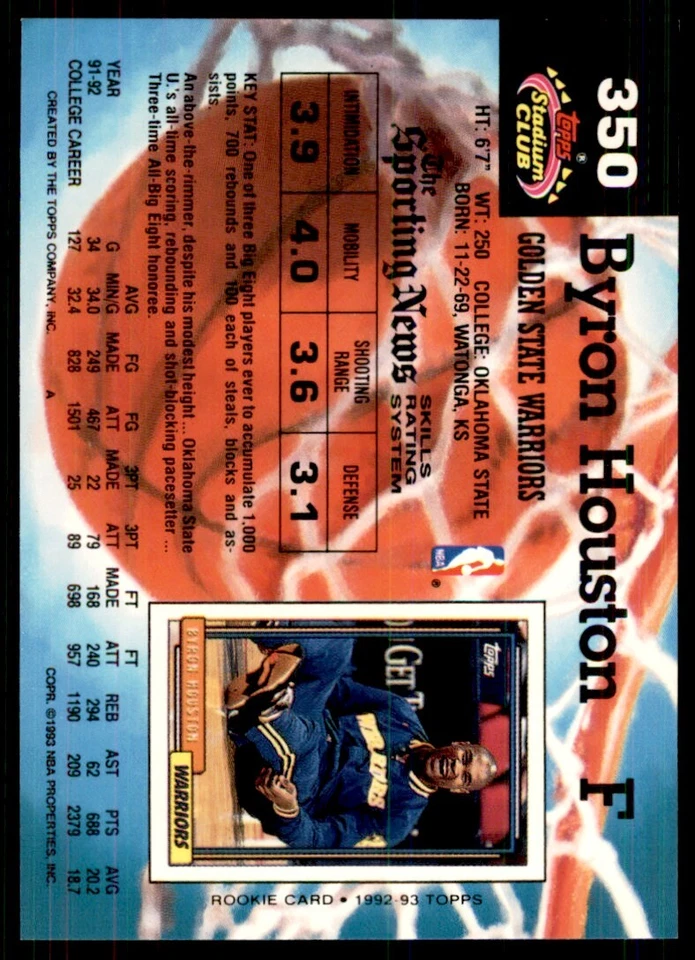 350
Topps®
Stadium
CLUB
Byron Houston F
GOLDEN STATE WARRIORS
HT: 6'7" WT: 250 COLLEGE: OKLAHOMA STATE
BORN: 11-22-69, WATONGA, KS
The
Sporting News
SKILLS
RATING
SYSTEM
NBA
®
INTIMIDATION MOBILITY SHOOTING RANGE DEFENSE
3.9 4.0 3.6 3.1
KEY STAT: One of three Big Eight players ever to accumulate 1,000
points, 700 rebounds and 100 each of steals, blocks and as-
sists.
An above-the-rimmer, despite his modest height ... Oklahoma State
U.'s all-time scoring, rebounding and shot-blocking pacesetter ...
Three-time All-Big Eight honoree.
TOPPS
GET
WARRIORS
BYRON HOUSTON
WARRIORS
ROOKIE CARD • 1992-93 TOPPS
YEAR G AVG MIN/G FG MADE FG ATT 3PT MADE 3PT ATT FT MADE FT ATT REB AST PTS AVG
91-92 34 34.0 249 467 22 79 168 240 294 62 688 20.2
COLLEGE CAREER 127 32.4 828 1501 25 89 698 957 1190 209 2379 18.7
CREATED BY THE TOPPS COMPANY, INC. A COPR. ©1993 NBA PROPERTIES, INC.